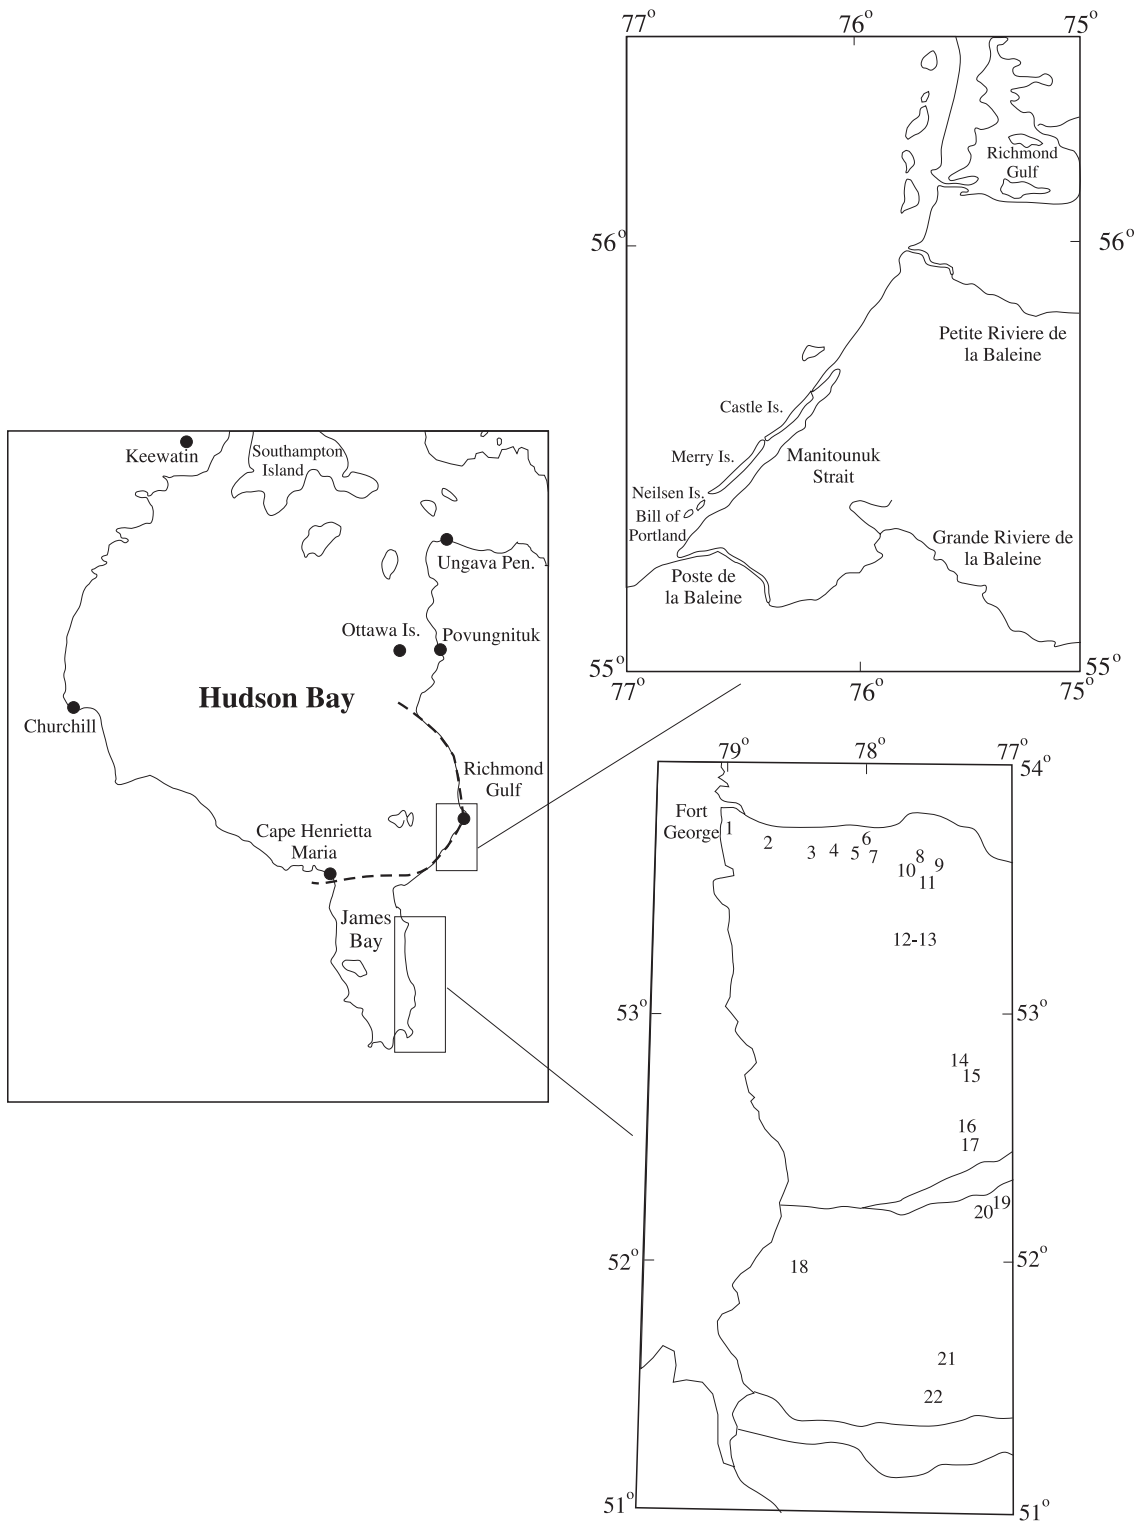 77° 76° 75°
Richmond
Gulf
56° 56°
Petite Riviere de
la Baleine
Castle Is.
Merry Is.
Manitounuk
Strait
Neilsen Is.
Bill of
Portland
Grande Riviere de
la Baleine
Poste de
la Baleine
55° 55°
77° 76° 75°
Keewatin
Southampton
Island
Ungava Pen.
Ottawa Is.
Povungnituk
Hudson Bay
Churchill
Richmond
Gulf
Cape Henrietta
Maria
James
Bay
79° 78° 77°
54°
Fort
George
1
2
3
4
5
6
7
8
9
10
11
12-13
53° 53°
14
15
16
17
19
20
52° 52°
18
21
22
51° 51°